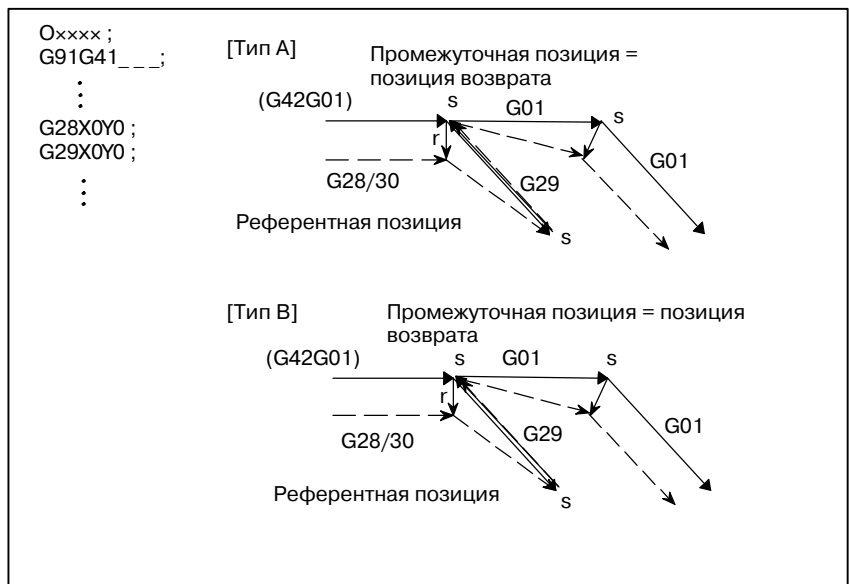 O×××× ;
G91G41_ _ _;
G28X0Y0 ;
G29X0Y0 ;
[Тип A]
Промежуточная позиция =
позиция возврата
(G42G01)
s
G01
s
r
G01
G28/30
G29
Референтная позиция
s
[Тип B]
Промежуточная позиция = позиция
возврата
(G42G01)
s
G01
s
r
G01
G28/30
G29
Референтная позиция
s